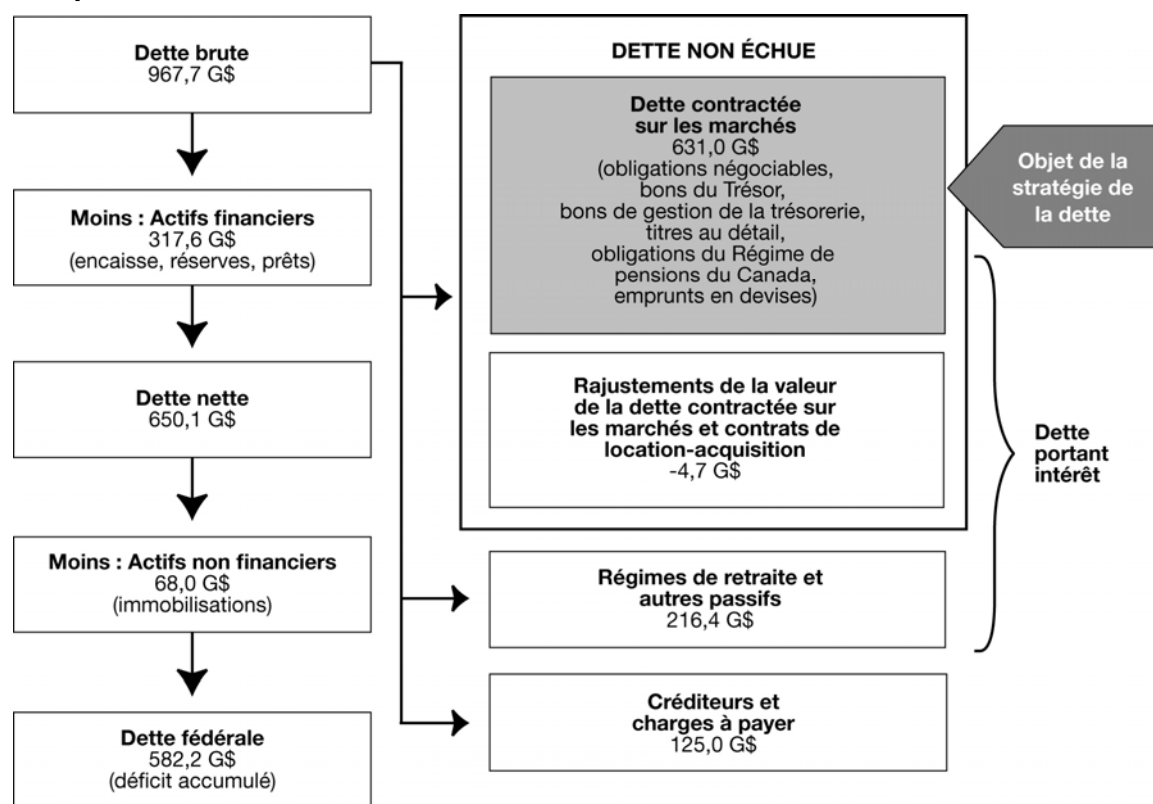 Dette brute
967,7 G$
Moins : Actifs financiers
317,6 G$
(encaisse, réserves, prêts)
Dette nette
650,1 G$
Moins : Actifs non financiers
68,0 G$
(immobilisations)
Dette fédérale
582,2 G$
(déficit accumulé)
DETTE NON ÉCHUE
Dette contractée
sur les marchés
631,0 G$
(obligations négociables,
bons du Trésor,
bons de gestion de la trésorerie,
titres au détail,
obligations du Régime de
pensions du Canada,
emprunts en devises)
Rajustements de la valeur
de la dette contractée sur
les marchés et contrats de
location-acquisition
-4,7 G$
Régimes de retraite et
autres passifs
216,4 G$
Créditeurs et
charges à payer
125,0 G$
Objet de la
stratégie de
la dette
Dette
portant
intérêt